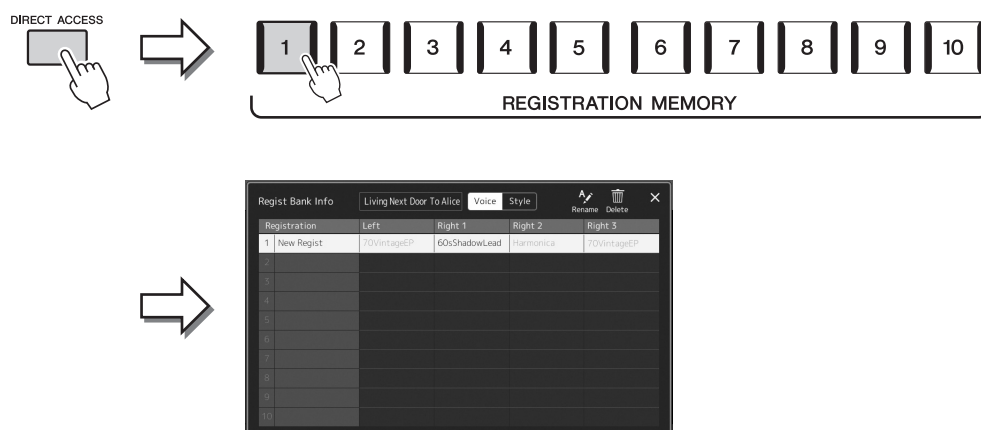 DIRECT ACCESS
1 2 3 4 5 6 7 8 9 10
REGISTRATION MEMORY
Regist Bank Info Living Next Door To Alice Voice Style Rename Delete
Registration Left Right 1 Right 2 Right 3
1 New Regist 70VintageEP 60sShadowLead Harmonica 70VintageEP
2
3
4
5
6
7
8
9
10